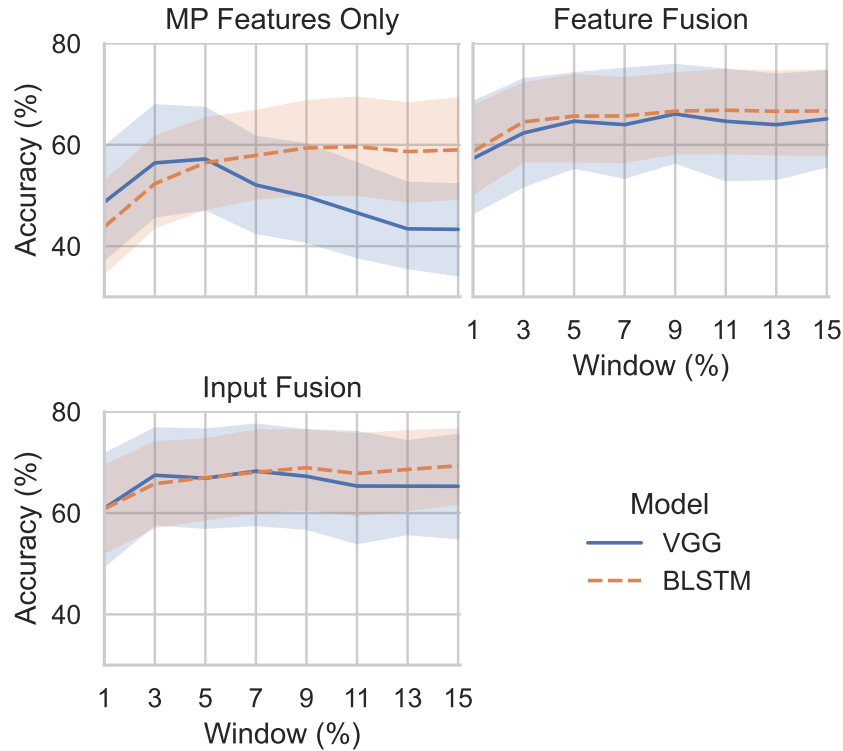 MP Features Only
Feature Fusion
Accuracy (%)
80
60
40
1 3 5 7 9 11 13 15
Window (%)
Input Fusion
Accuracy (%)
80
60
40
1 3 5 7 9 11 13 15
Window (%)
Model
VGG
BLSTM